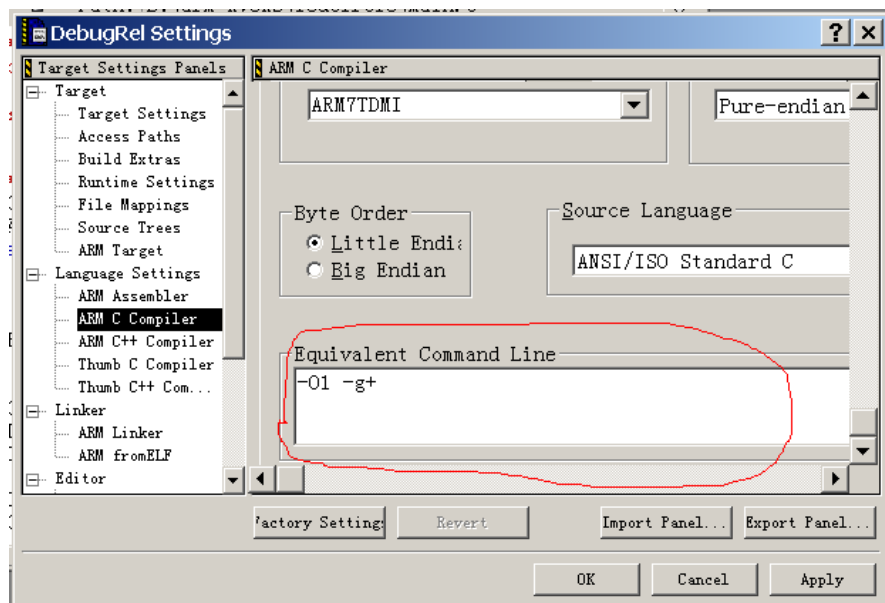 DebugRel Settings
Target Settings Panels
ARM C Compiler
Target
Target Settings
Access Paths
Build Extras
Runtime Settings
File Mappings
Source Trees
ARM Target
Language Settings
ARM Assembler
ARM C Compiler
ARM C++ Compiler
Thumb C Compiler
Thumb C++ Com...
Linker
ARM Linker
ARM fromELF
Editor
ARM7TDMI
Pure-endian
Byte Order
Little Endia
Big Endian
Source Language
ANSI/ISO Standard C
Equivalent Command Line
-O1 -g+
Factory Setting
Revert
Import Panel...
Export Panel...
OK
Cancel
Apply